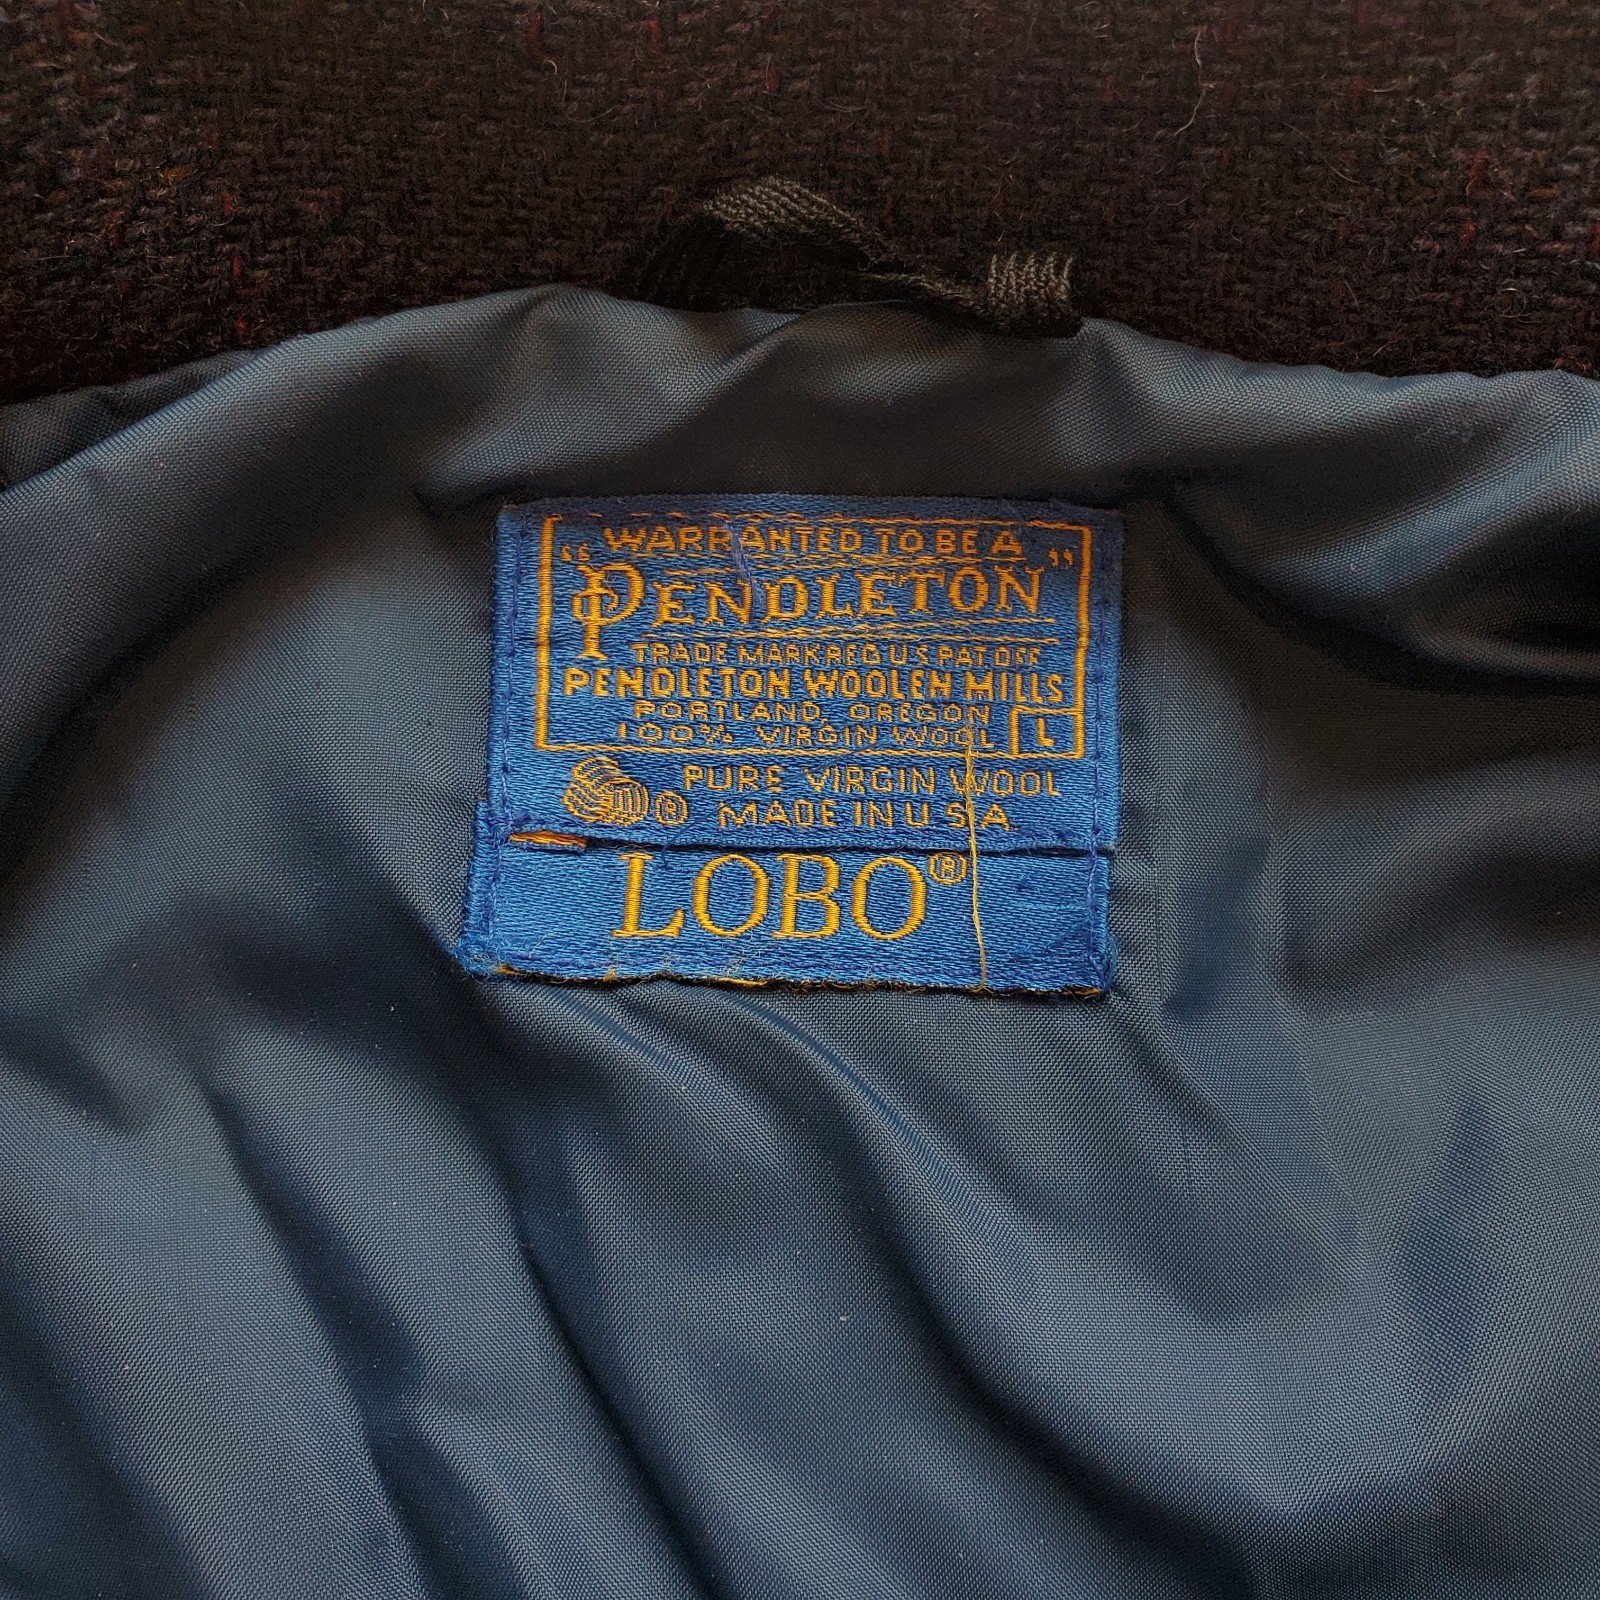 "WARRANTED TO BE A
PENDLETON"
TRADE MARK REG U S PAT OFF
PENDLETON WOOLEN MILLS
PORTLAND, OREGON
100% VIRGIN WOOL L
PURE VIRGIN WOOL
® MADE IN U S A
LOBO®